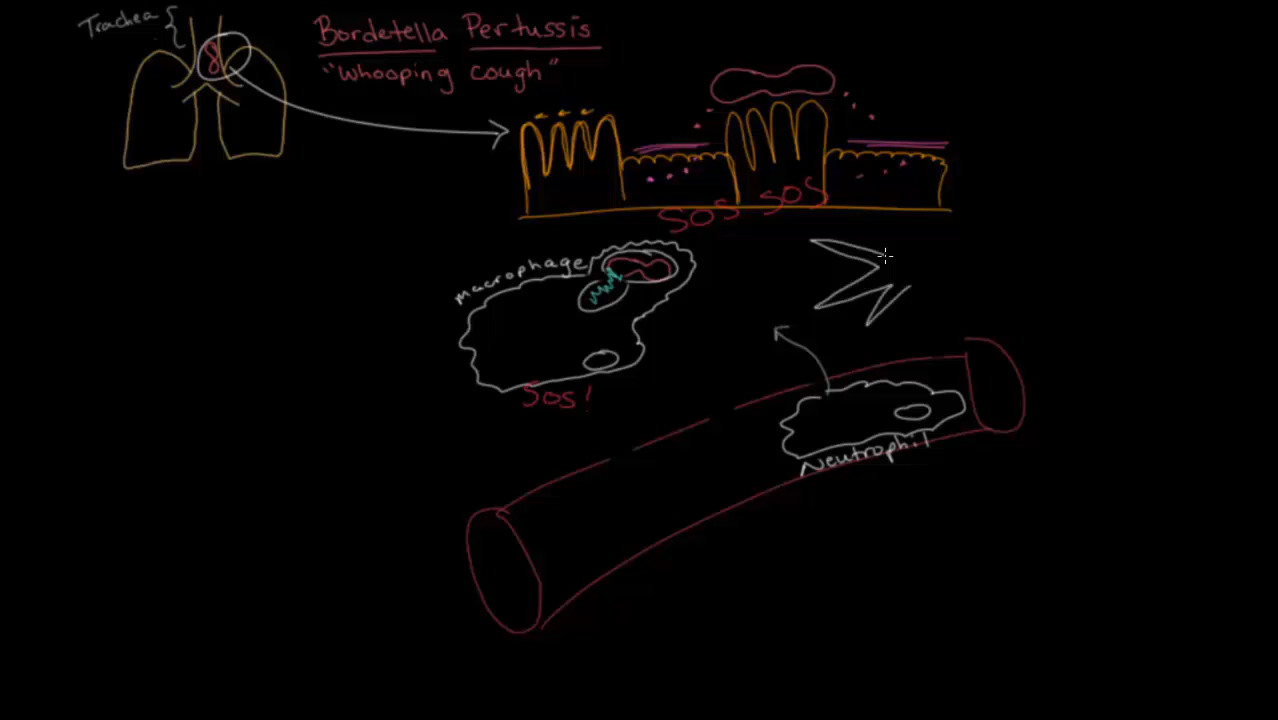 Trachea
Bordetella Pertussis
"Whooping cough"
SOS SOS
macrophage
SOS!
Neutrophil